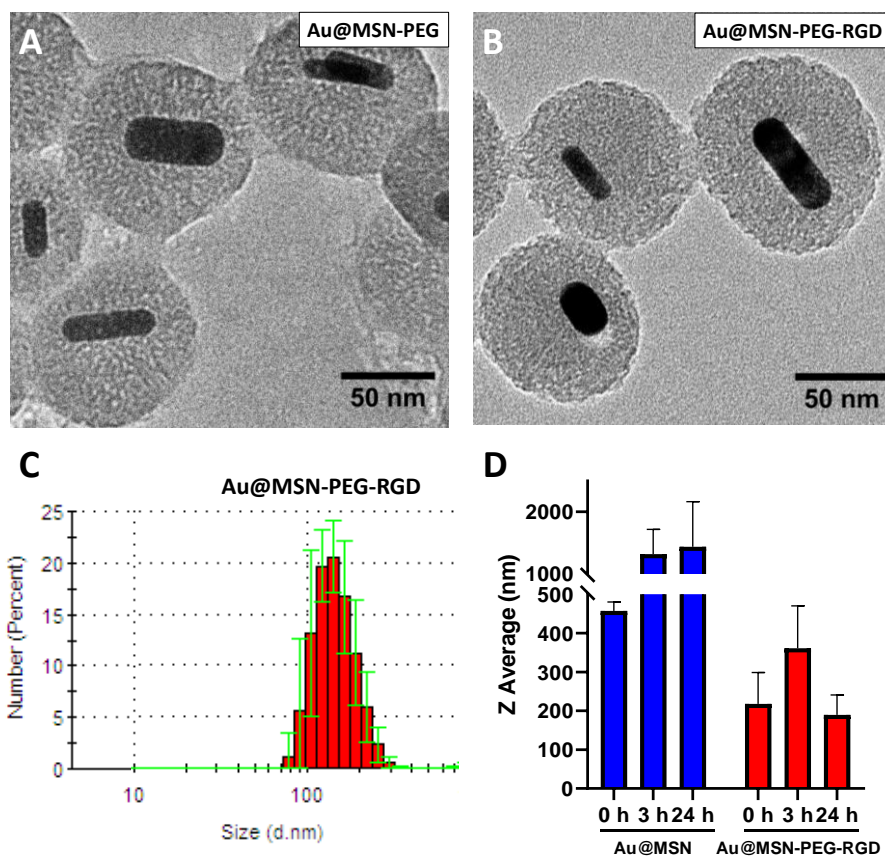 A
Au@MSN-PEG
50 nm
B
Au@MSN-PEG-RGD
50 nm
C
Au@MSN-PEG-RGD
Number (Percent)
25
20
15
10
5
0
10
100
Size (d.nm)
D
Z Average (nm)
2000
1000
500
400
300
200
100
0
0 h 3 h 24 h
0 h 3 h 24 h
Au@MSN
Au@MSN-PEG-RGD